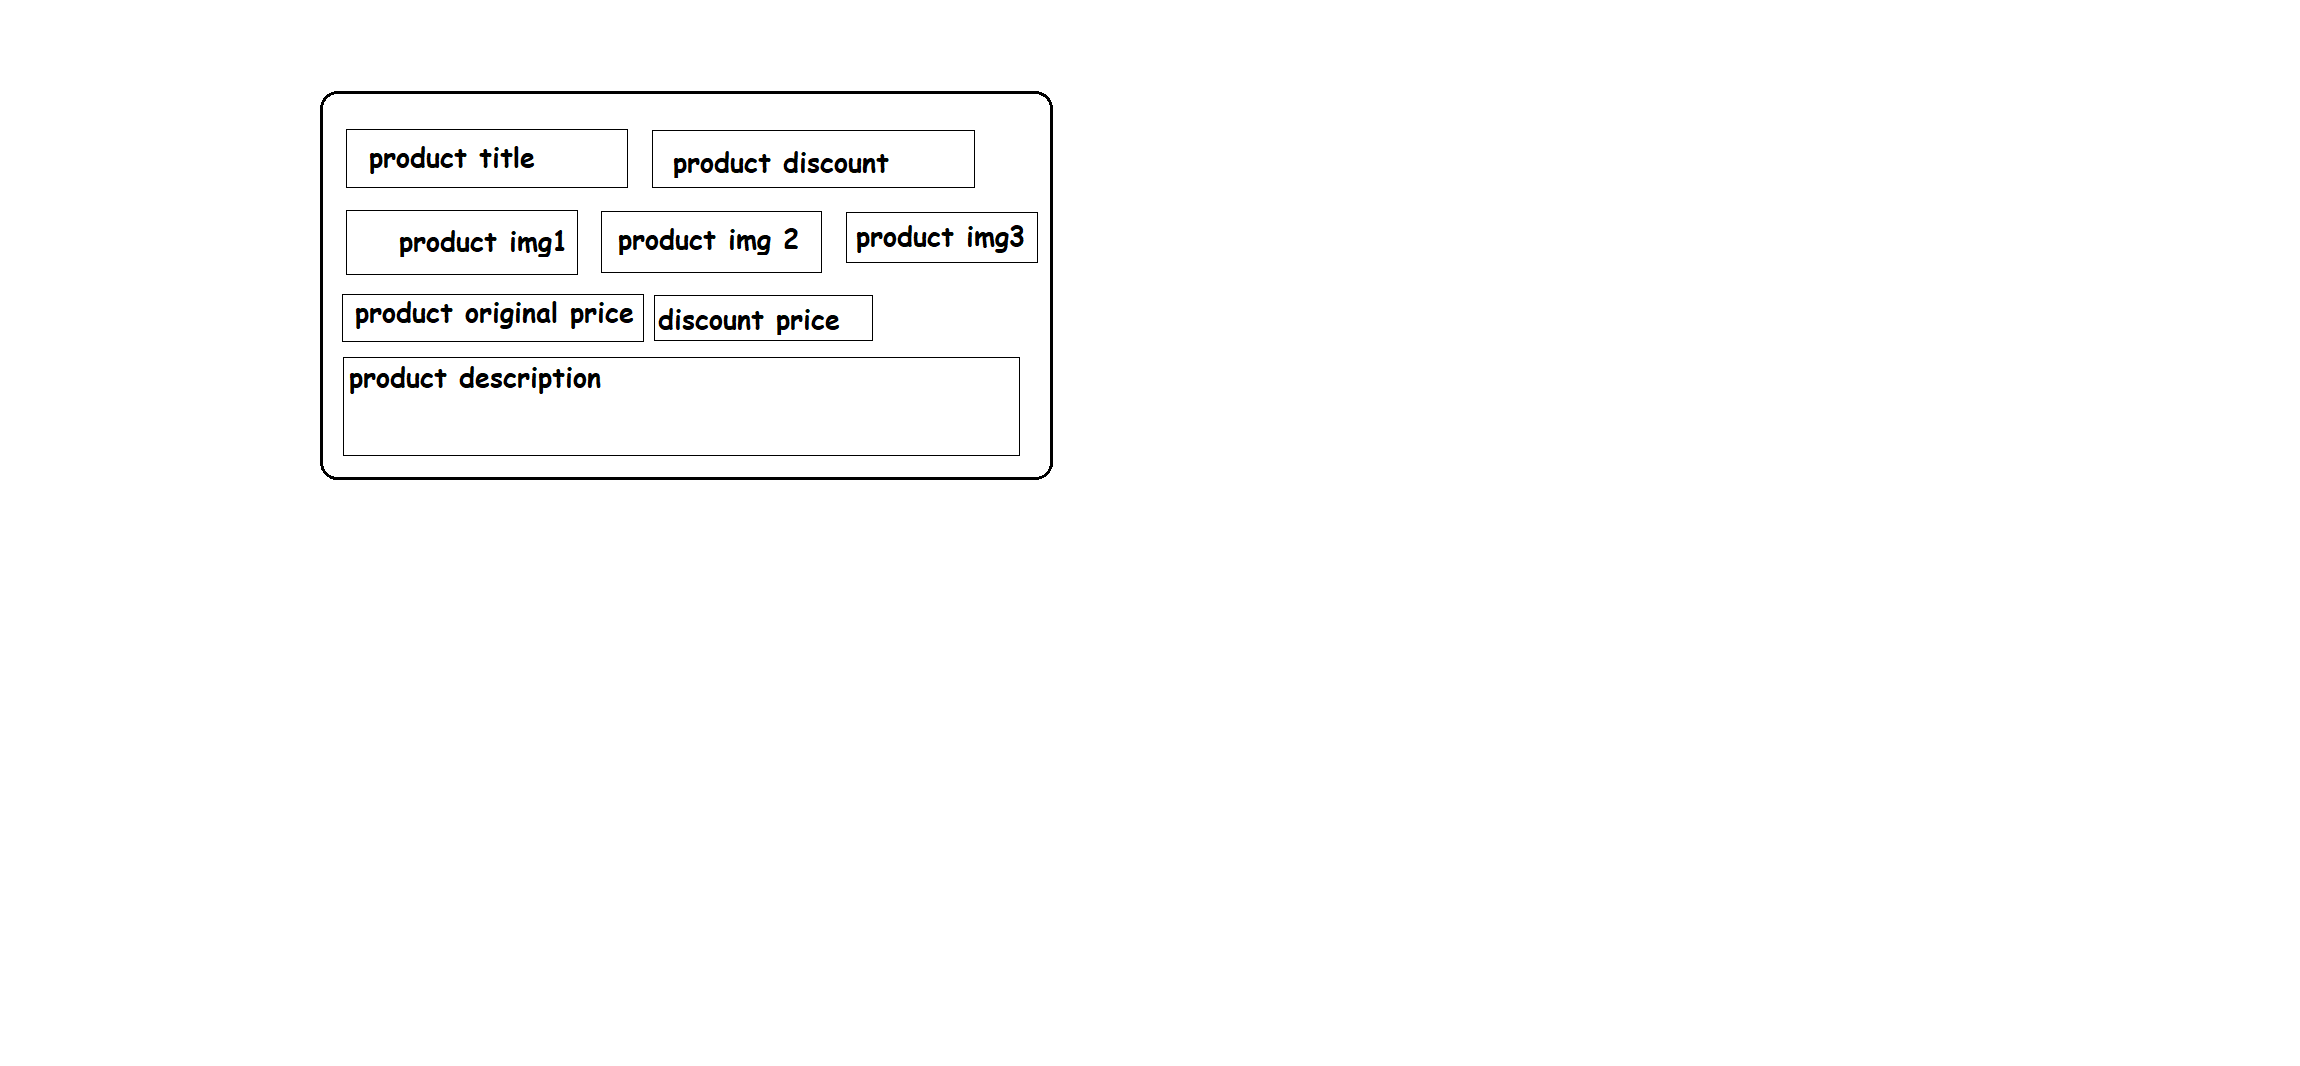 product title
product discount
product img1
product img 2
product img3
product original price
discount price
product description